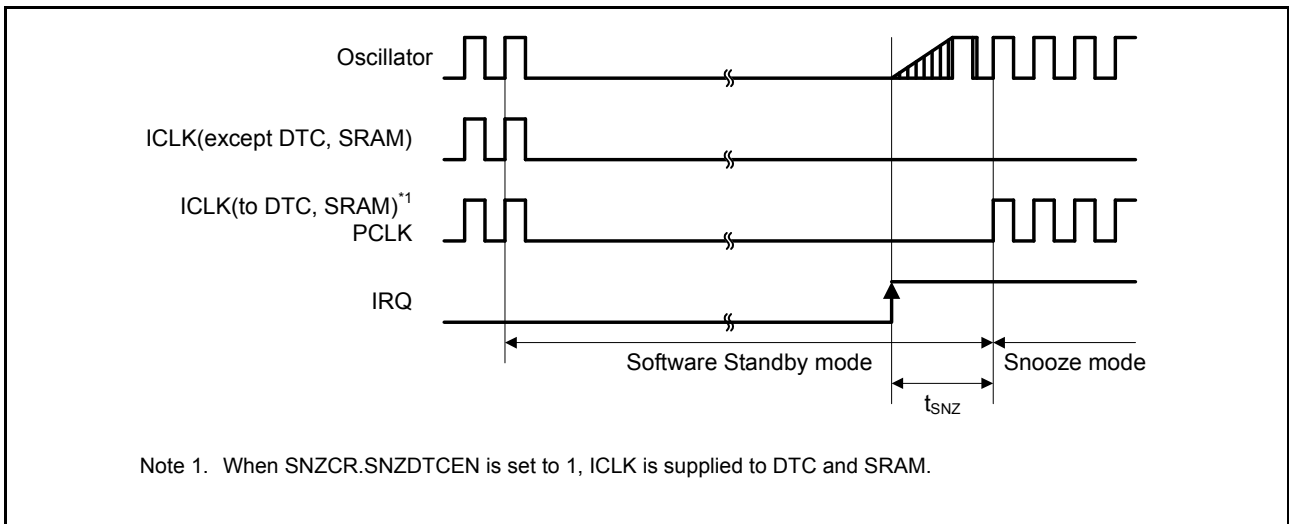 Oscillator
ICLK(except DTC, SRAM)
ICLK(to DTC, SRAM)*1
PCLK
IRQ
Software Standby mode
Snooze mode
tSNZ
Note 1. When SNZCR.SNZDTCEN is set to 1, ICLK is supplied to DTC and SRAM.